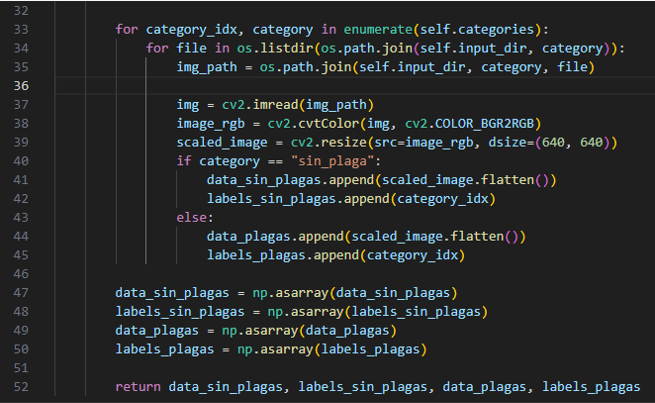 32
33 for category_idx, category in enumerate(self.categories):
34 for file in os.listdir(os.path.join(self.input_dir, category)):
35 img_path = os.path.join(self.input_dir, category, file)
36
37 img = cv2.imread(img_path)
38 image_rgb = cv2.cvtColor(img, cv2.COLOR_BGR2RGB)
39 scaled_image = cv2.resize(src=image_rgb, dsize=(640, 640))
40 if category == "sin_plaga":
41 data_sin_plagas.append(scaled_image.flatten())
42 labels_sin_plagas.append(category_idx)
43 else:
44 data_plagas.append(scaled_image.flatten())
45 labels_plagas.append(category_idx)
46
47 data_sin_plagas = np.asarray(data_sin_plagas)
48 labels_sin_plagas = np.asarray(labels_sin_plagas)
49 data_plagas = np.asarray(data_plagas)
50 labels_plagas = np.asarray(labels_plagas)
51
52 return data_sin_plagas, labels_sin_plagas, data_plagas, labels_plagas